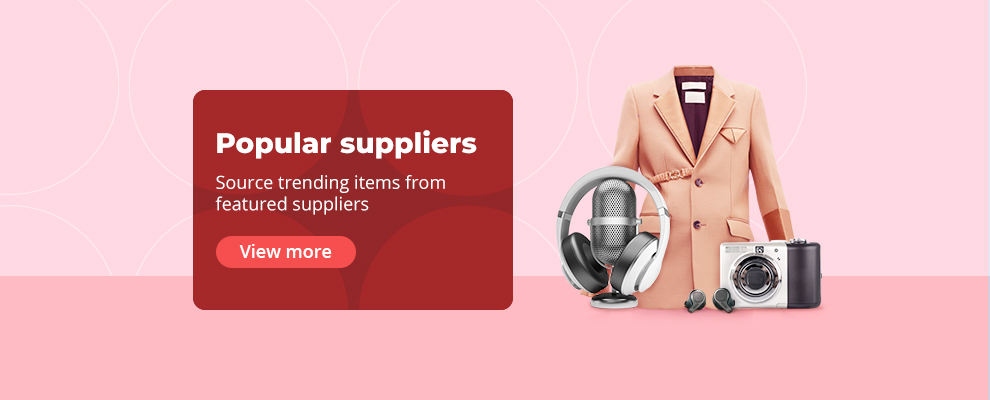 Popular suppliers
Source trending items from
featured suppliers
View more